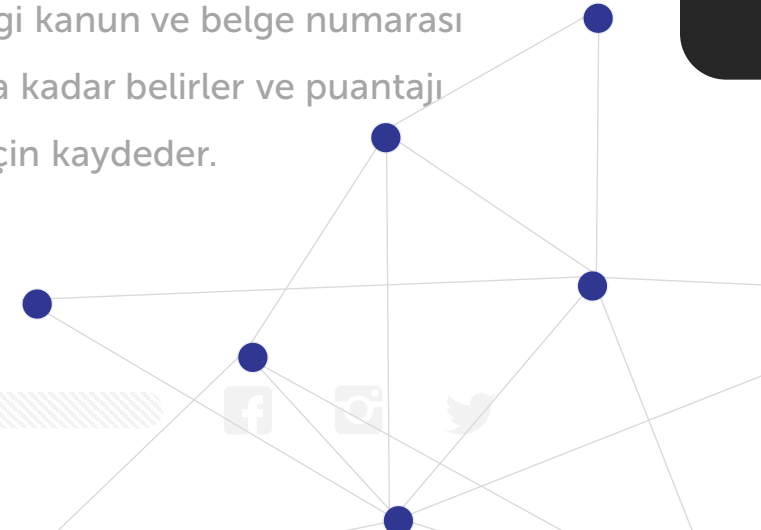 gi kanun ve belge numarası
a kadar belirler ve puantajı
çin kaydeder.